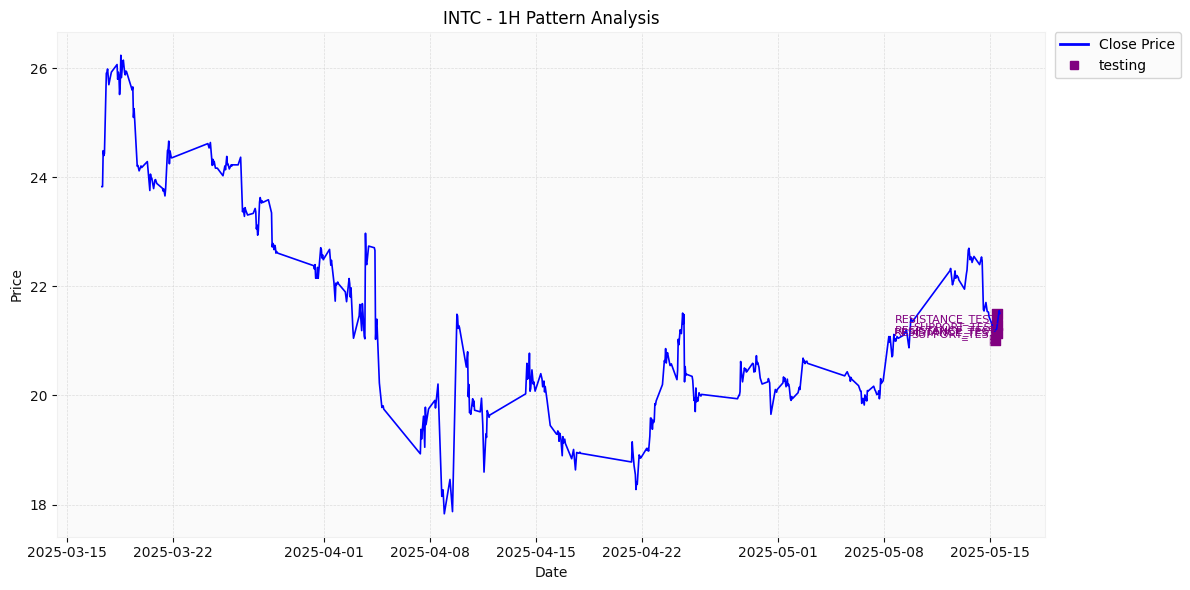 INTC - 1H Pattern Analysis
Close Price
testing
26
24
22
20
18
Price
RESISTANCE_TEST
SUPPORT_TEST
2025-03-15
2025-03-22
2025-04-01
2025-04-08
2025-04-15
2025-04-22
2025-05-01
2025-05-08
2025-05-15
Date